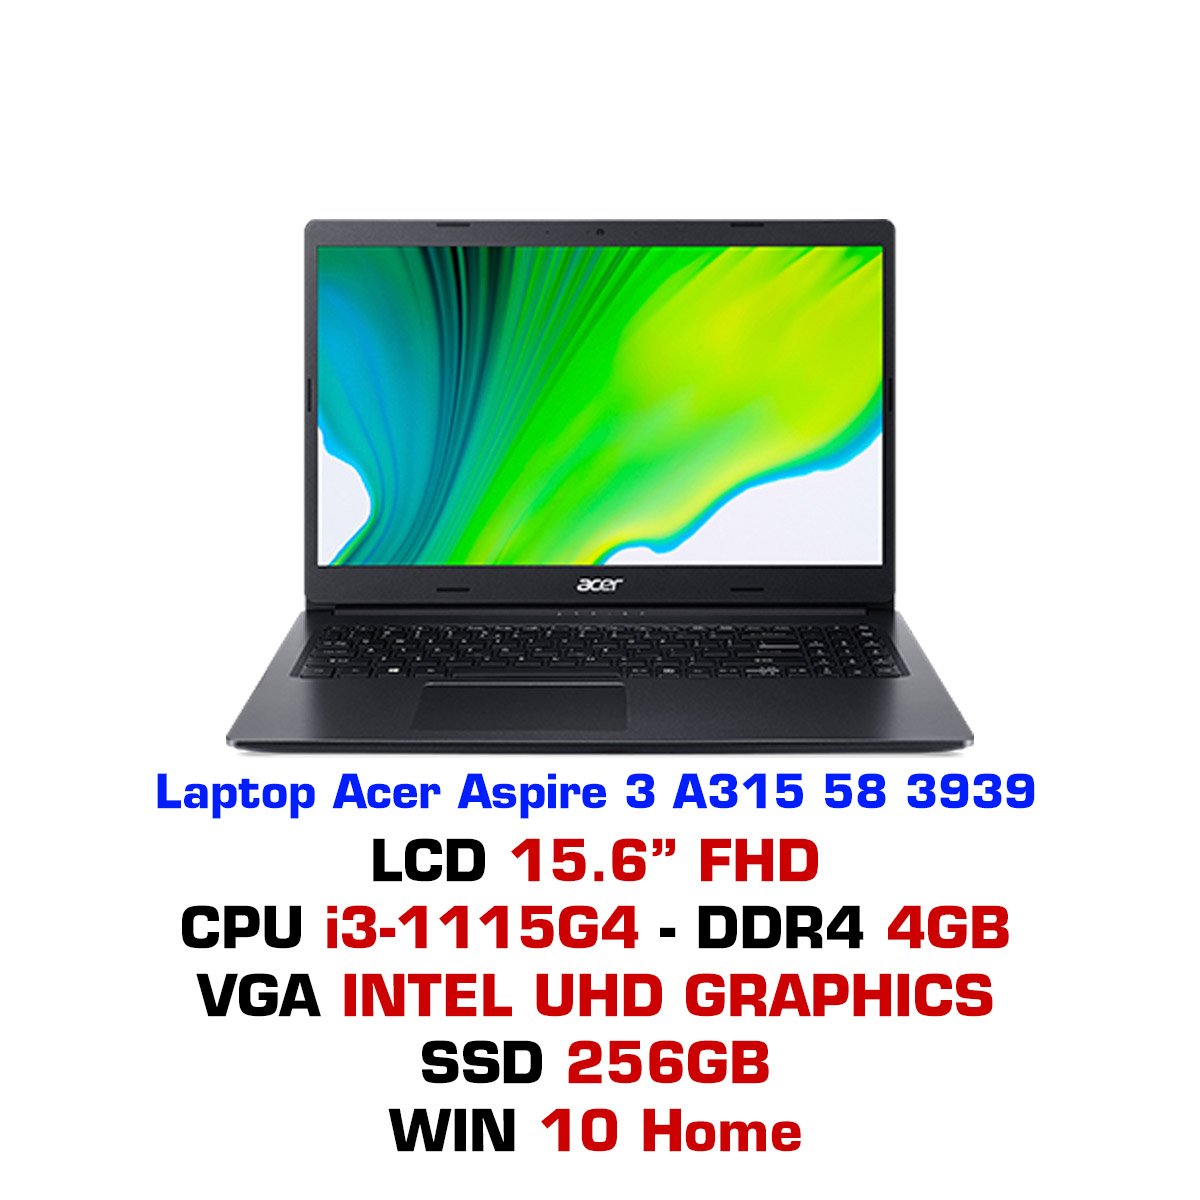 acer
Laptop Acer Aspire 3 A315 58 3939
LCD 15.6” FHD
CPU i3-1115G4 - DDR4 4GB
VGA INTEL UHD GRAPHICS
SSD 256GB
WIN 10 Home